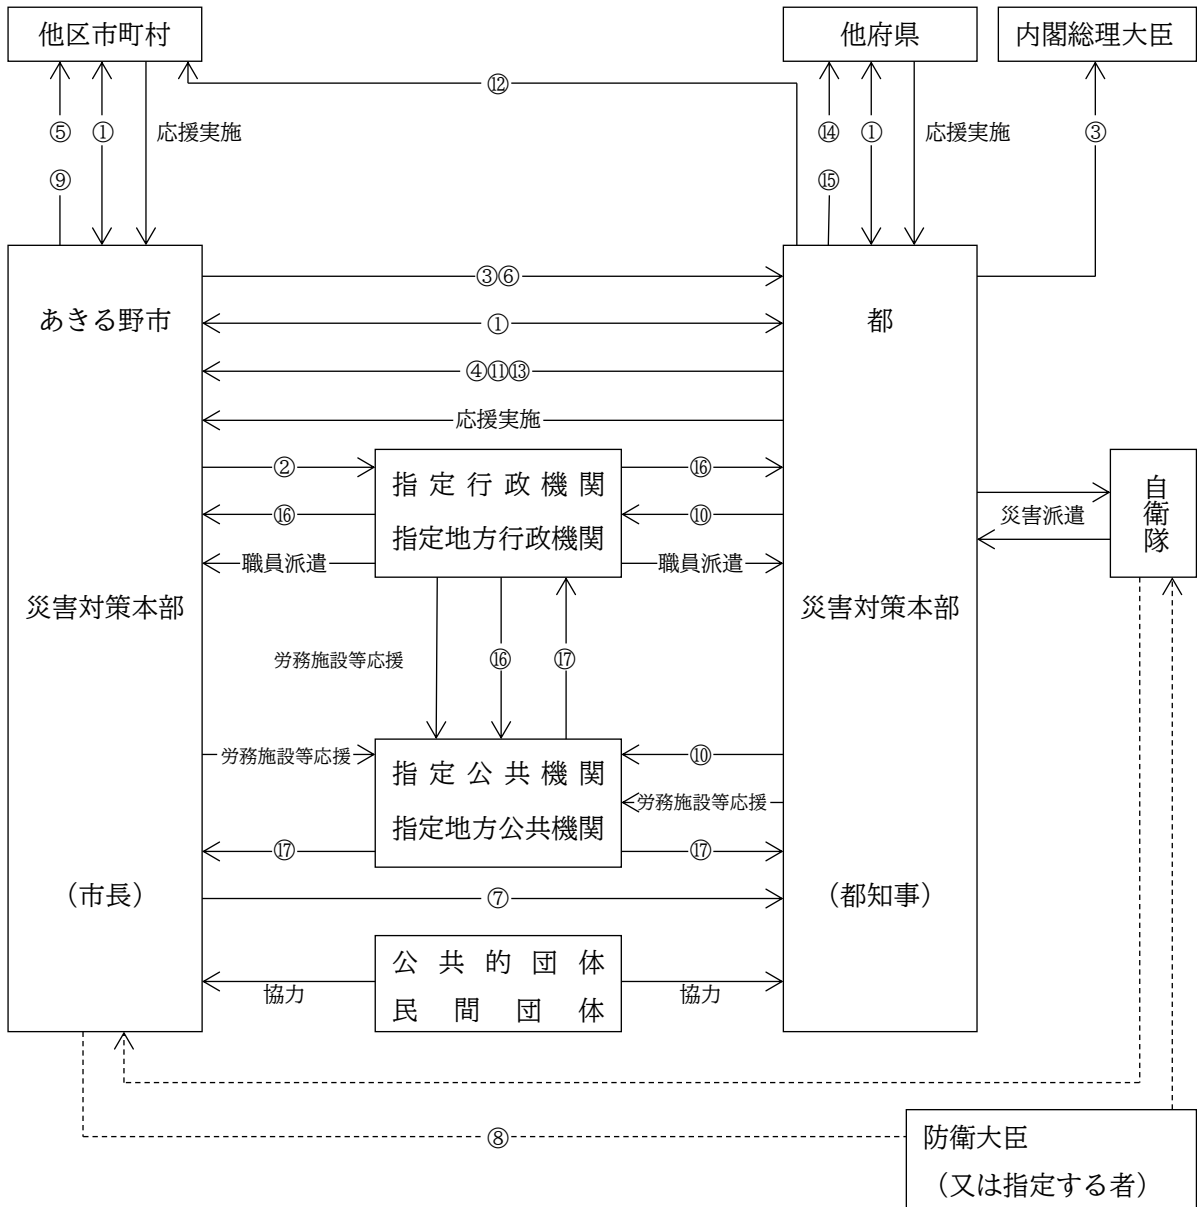 他区市町村
他府県
内閣総理大臣
⑫
⑤
①
応援実施
⑭
①
応援実施
③
⑨
⑮
③⑥
あきる野市
①
都
④⑪⑬
応援実施
②
指定行政機関
⑯
自衛隊
⑯
⑩
災害派遣
指定地方行政機関
職員派遣
職員派遣
災害対策本部
災害対策本部
労務施設等応援
⑯
⑰
労務施設等応援
⑩
指定公共機関
労務施設等応援
指定地方公共機関
⑰
⑰
（市長）
⑦
（都知事）
公共的団体
協力
協力
民間団体
⑧
防衛大臣
（又は指定する者）